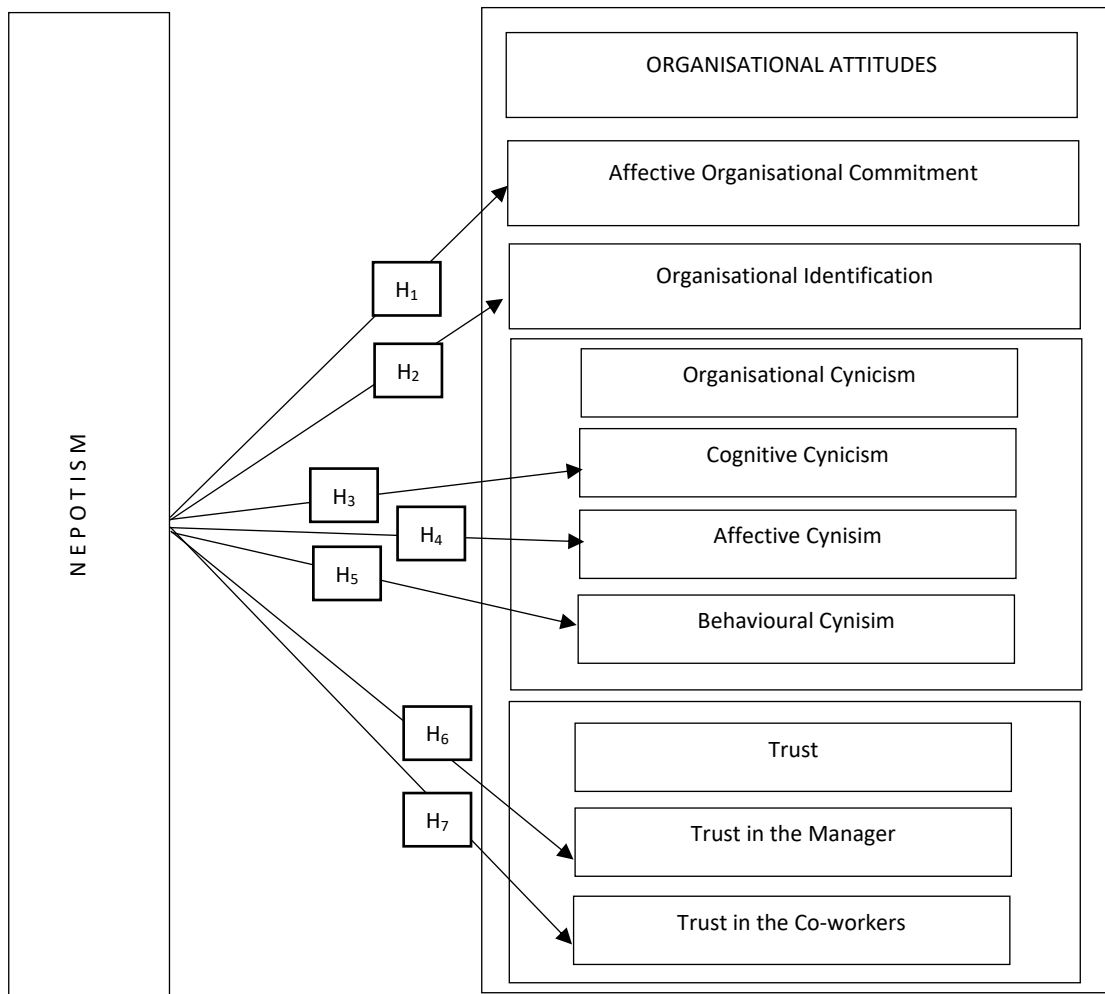 NEPOTISM
ORGANISATIONAL ATTITUDES
Affective Organisational Commitment
H₁
Organisational Identification
H₂
Organisational Cynicism
Cognitive Cynicism
H₃
Affective Cynisim
H₄
Behavioural Cynisim
H₅
H₆
Trust
Trust in the Manager
H₇
Trust in the Co-workers